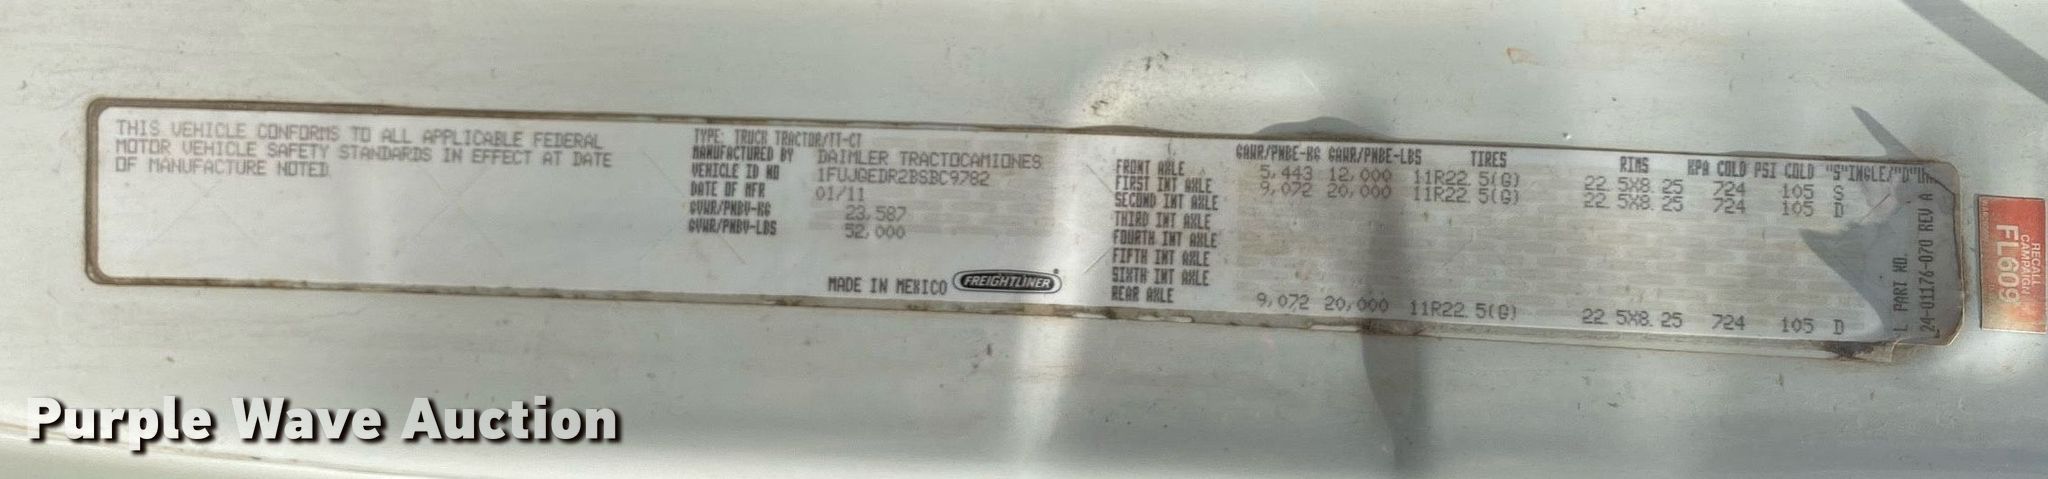 THIS VEHICLE CONFORMS TO ALL APPLICABLE FEDERAL
MOTOR VEHICLE SAFETY STANDARDS IN EFFECT AT DATE
OF MANUFACTURE NOTED.
TYPE: TRUCK TRACTOR/TT-CT
MANUFACTURED BY DAIMLER TRACTOCAMIONES
VEHICLE ID NO 1FUJGEDR2BSBC9782
DATE OF MFR 01/11
GVWR/PNBV-KG 23,587
GVWR/PNBV-LBS 52,000
MADE IN MEXICO FREIGHTLINER
GAWR/PNBE-KG GAWR/PNBE-LBS TIRES RIMS KPA COLD PSI COLD "S"INGLE/"D"
FRONT AXLE 5,443 12,000 11R22.5(G) 22.5X8.25 724 105 S
FIRST INT AXLE 9,072 20,000 11R22.5(G) 22.5X8.25 724 105 D
SECOND INT AXLE
THIRD INT AXLE
FOURTH INT AXLE
FIFTH INT AXLE
SIXTH INT AXLE
REAR AXLE 9,072 20,000 11R22.5(G) 22.5X8.25 724 105 D
PART NO.
24-01176-070 REV A
RECALL
CAMPAIGN
FL609
Purple Wave Auction